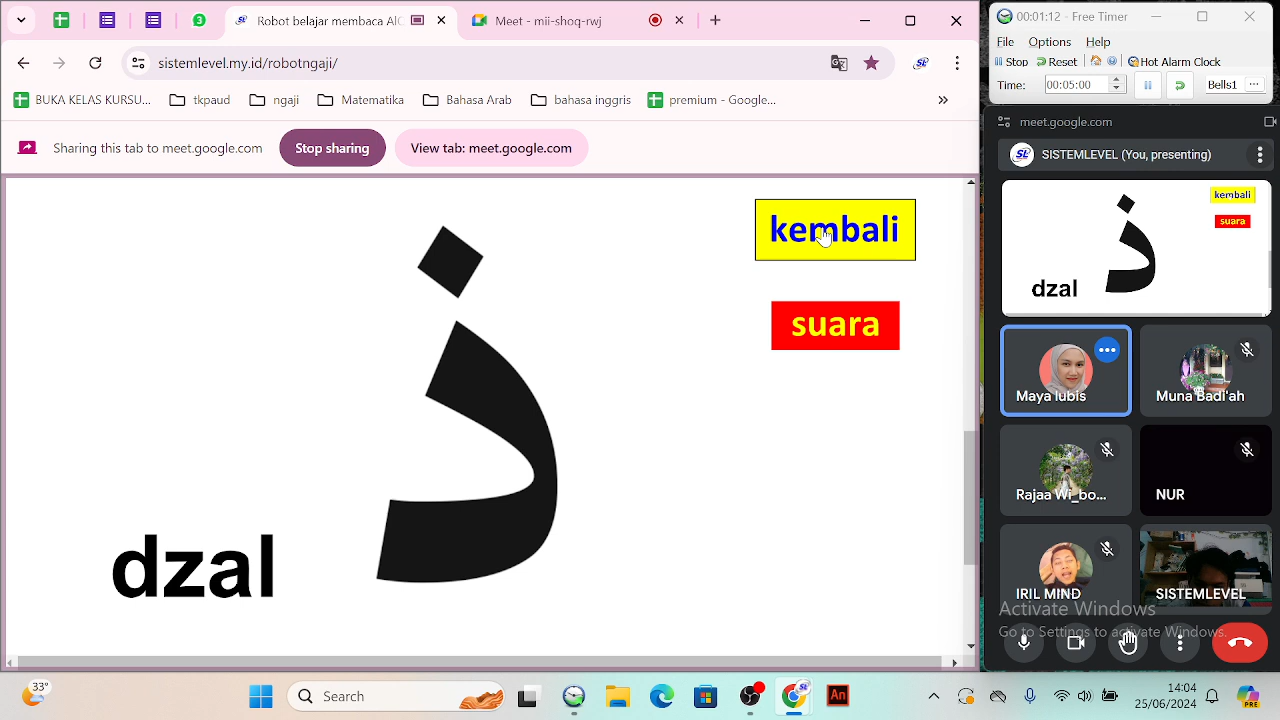 3
Robot Belajar membaca Al(
Meet - mii-shoq-rwj
sistemlevel.my.id/robotngaji/
BUKA KELAS KURSU...
tkpaud
ngaji
Matematika
Bahasa Arab
bahasa inggris
premium - Google...
Sharing this tab to meet.google.com
Stop sharing
View tab: meet.google.com
kembali
suara
ذ
dzal
00:01:12 - Free Timer
File Options Help
Stop Reset Hot Alarm Clock
Time: 00:05:00 Bells1 ...
meet.google.com
SL SISTEMLEVEL (You, presenting)
kembali
suara
ذ
dzal
Maya lubis
Muna Badi'ah
Rajaa Wi_bo...
NUR
IRIL MIND
SISTEMLEVEL
Activate Windows
Go to Settings to activate Windows.
33°
Search
An
14:04
25/06/2024
PRE